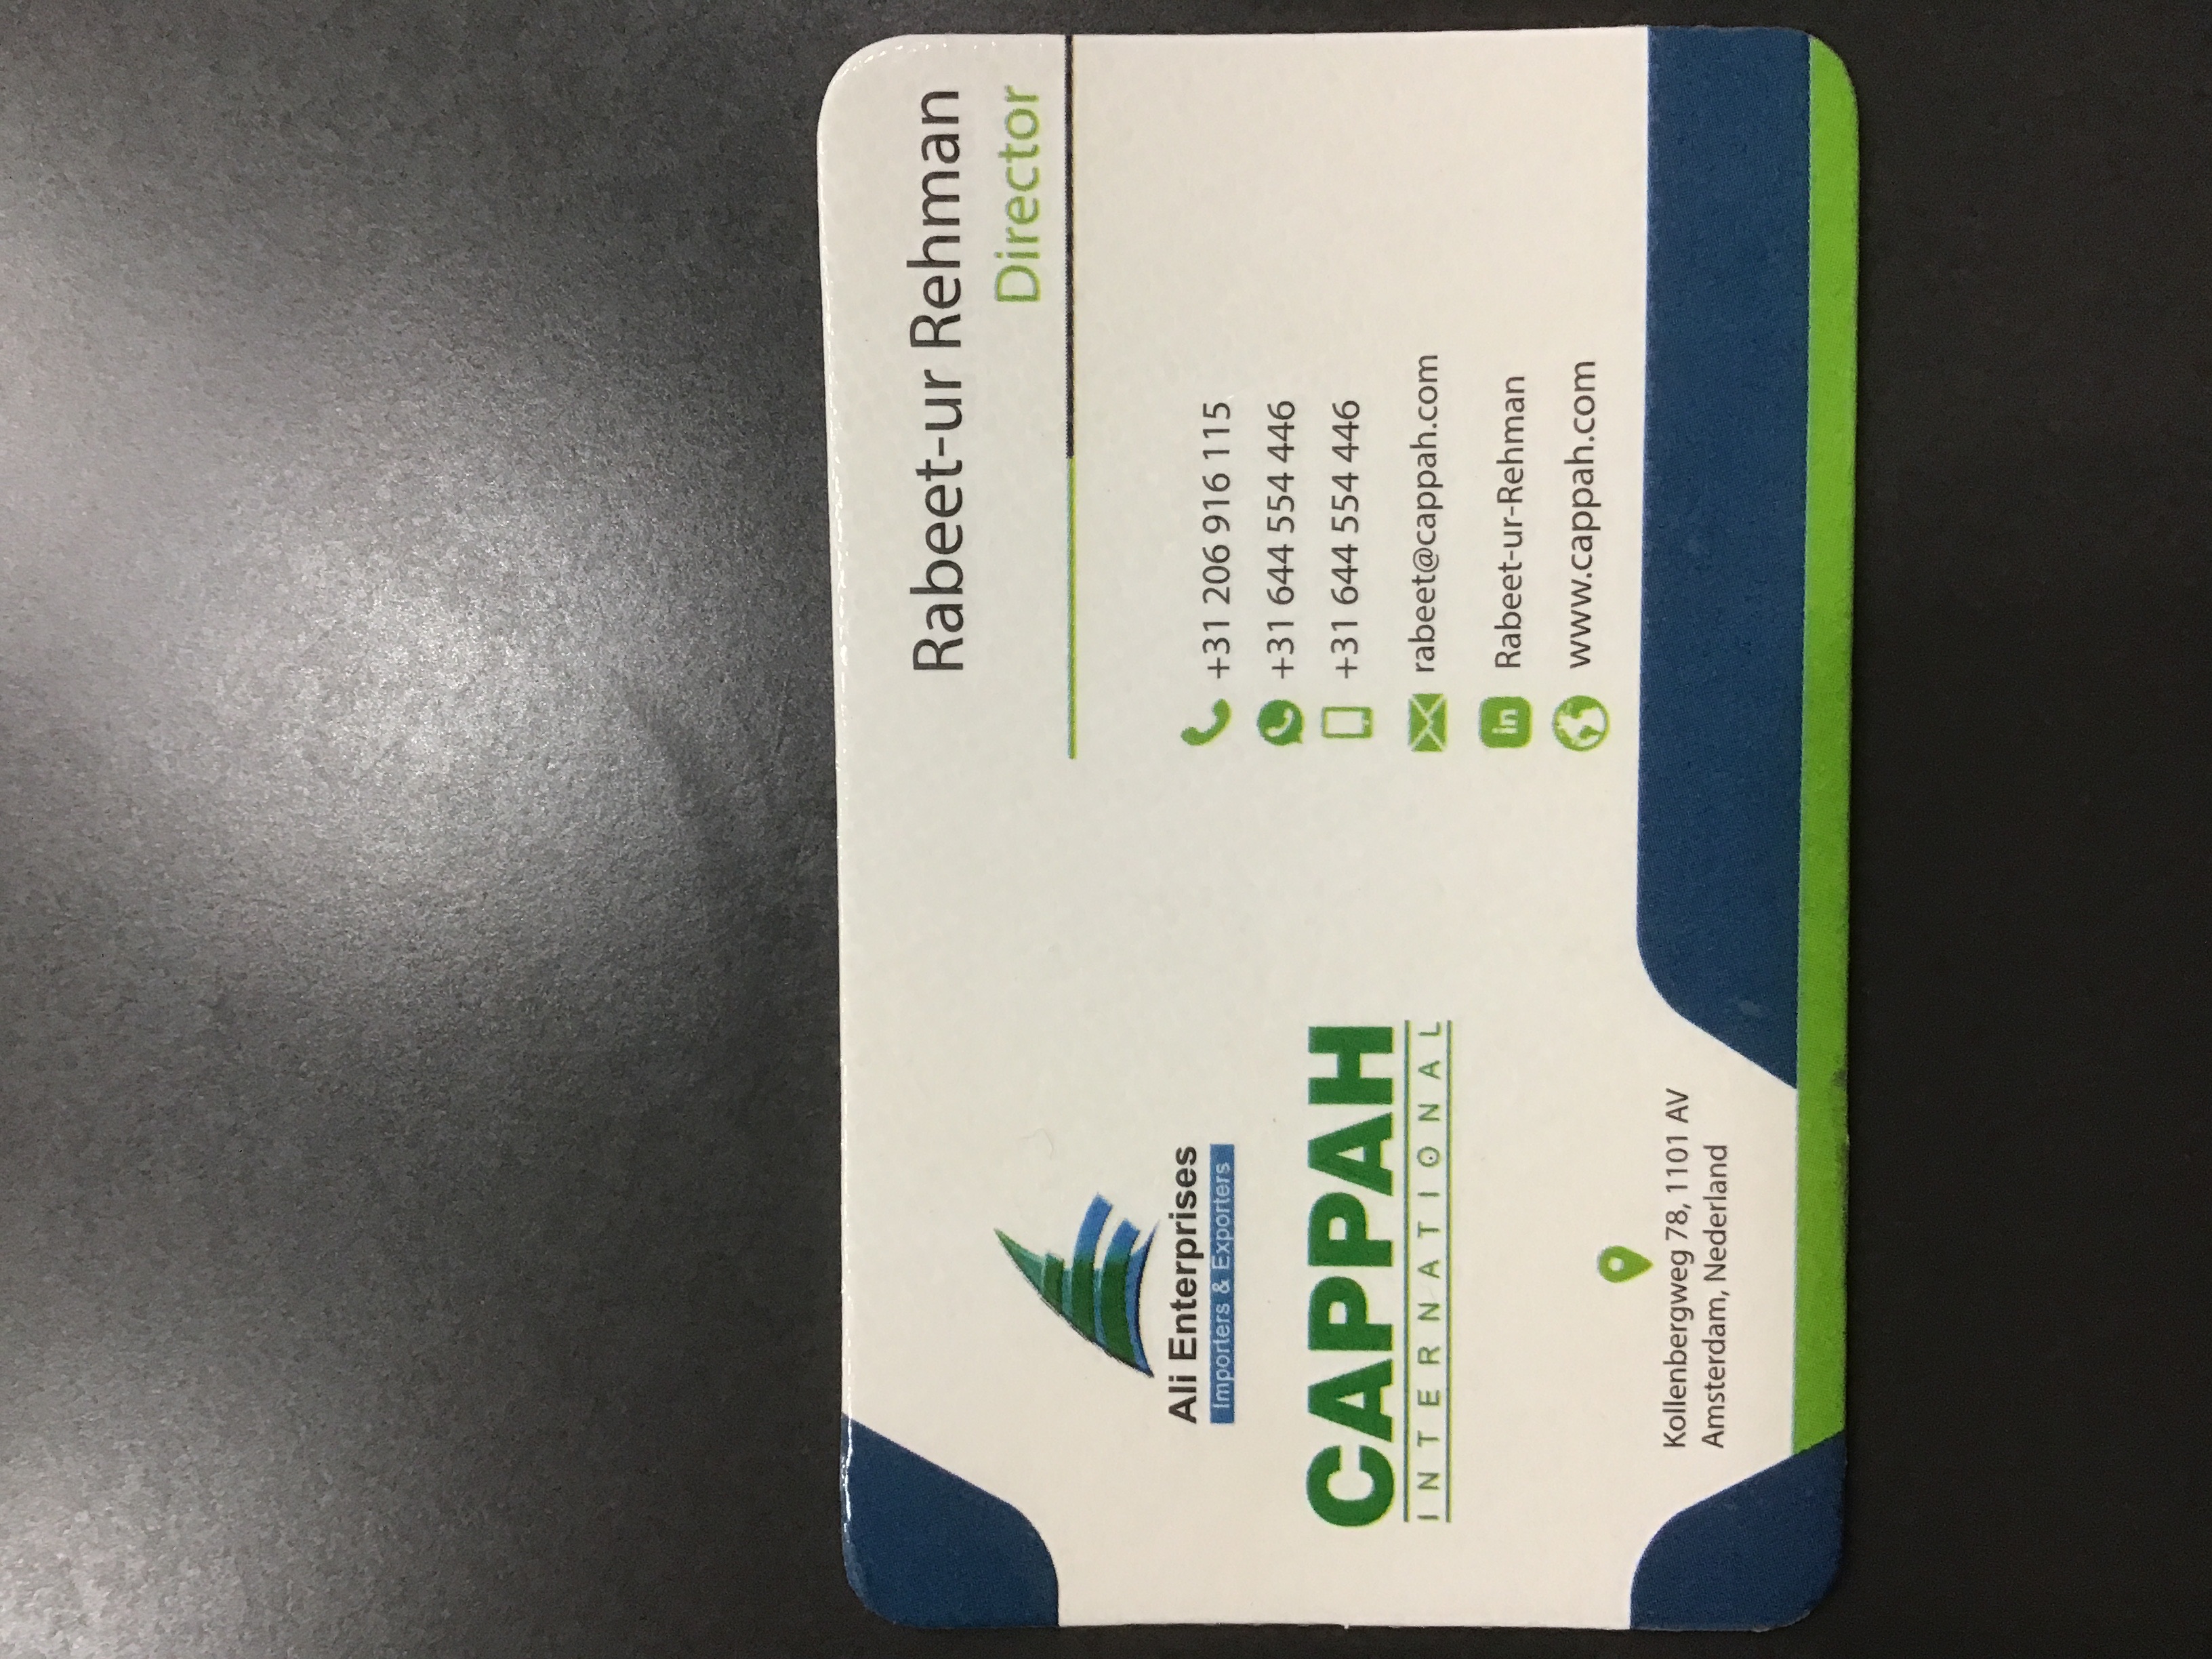 Rabeet-ur Rehman
Director
Ali Enterprises
Importers & Exporters
CAPPAH
INTERNATIONAL
+31 206 916 115
+31 644 554 446
+31 644 554 446
rabeet@cappah.com
in Rabeet-ur-Rehman
www.cappah.com
Kollenbergweg 78, 1101 AV
Amsterdam, Nederland